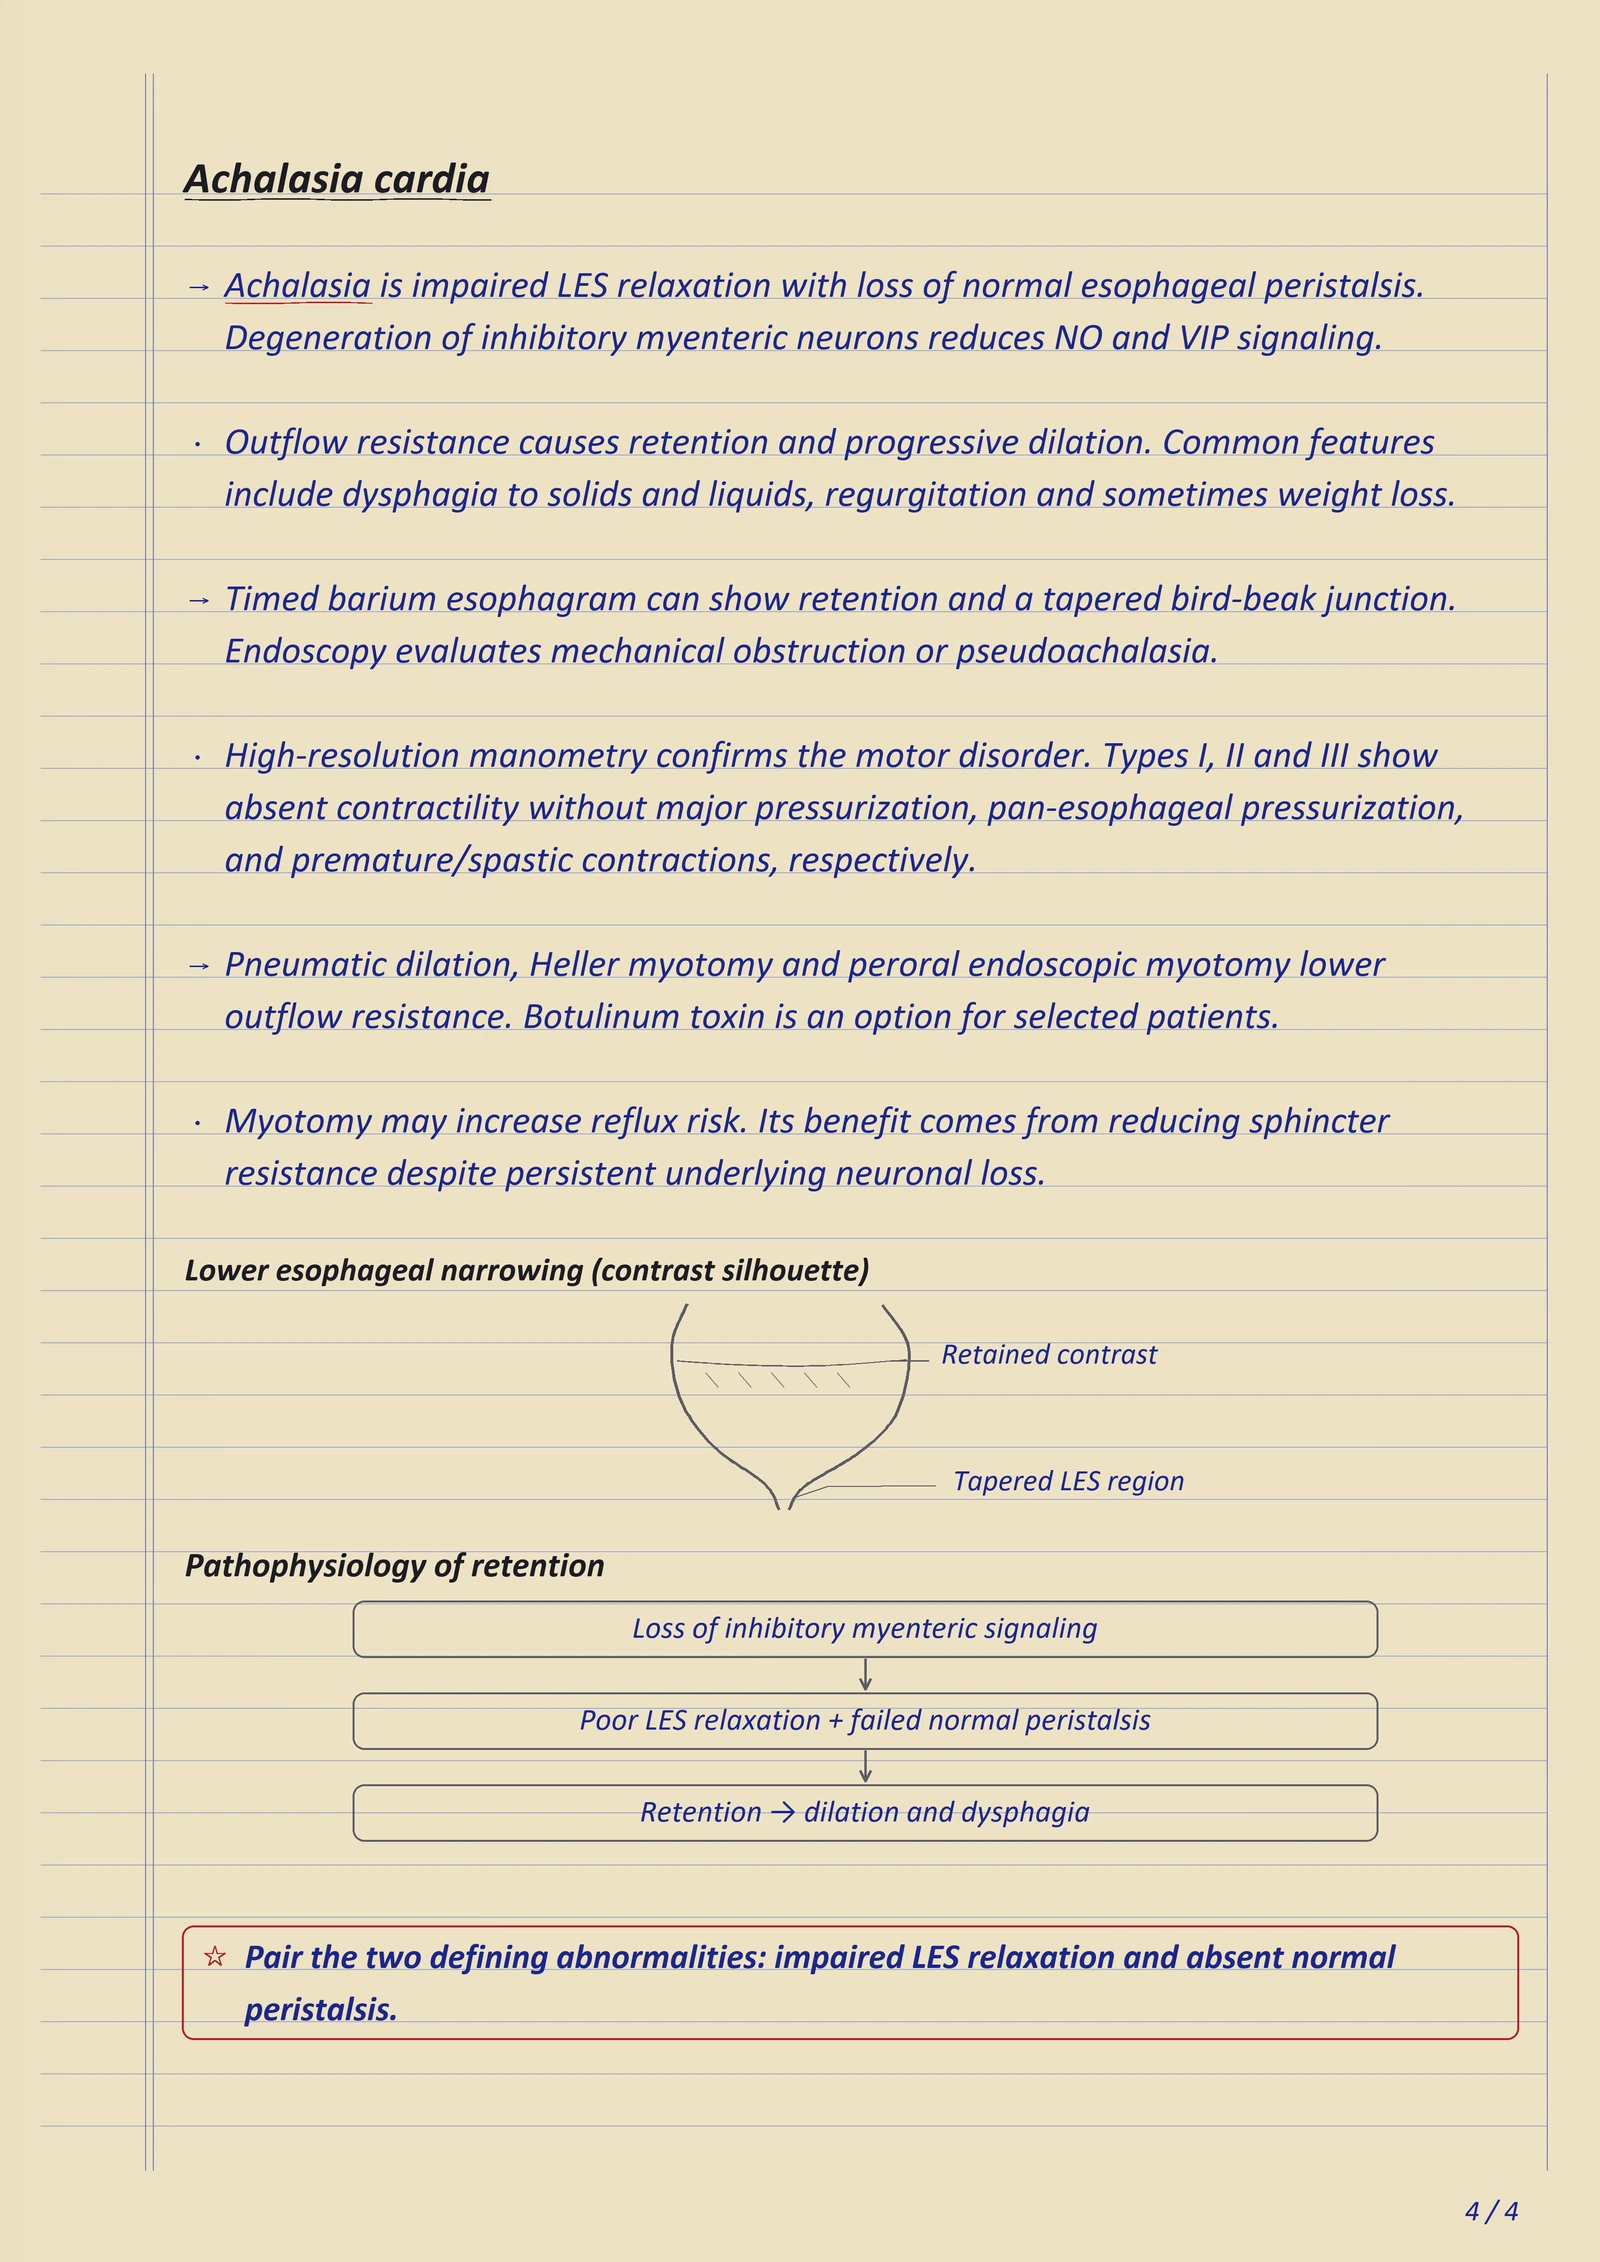 Achalasia cardia
→ Achalasia is impaired LES relaxation with loss of normal esophageal peristalsis.
Degeneration of inhibitory myenteric neurons reduces NO and VIP signaling.
· Outflow resistance causes retention and progressive dilation. Common features
include dysphagia to solids and liquids, regurgitation and sometimes weight loss.
→ Timed barium esophagram can show retention and a tapered bird-beak junction.
Endoscopy evaluates mechanical obstruction or pseudoachalasia.
· High-resolution manometry confirms the motor disorder. Types I, II and III show
absent contractility without major pressurization, pan-esophageal pressurization,
and premature/spastic contractions, respectively.
→ Pneumatic dilation, Heller myotomy and peroral endoscopic myotomy lower
outflow resistance. Botulinum toxin is an option for selected patients.
· Myotomy may increase reflux risk. Its benefit comes from reducing sphincter
resistance despite persistent underlying neuronal loss.
Lower esophageal narrowing (contrast silhouette)
Retained contrast
Tapered LES region
Pathophysiology of retention
Loss of inhibitory myenteric signaling
Poor LES relaxation + failed normal peristalsis
Retention → dilation and dysphagia
☆ Pair the two defining abnormalities: impaired LES relaxation and absent normal
peristalsis.
4 / 4